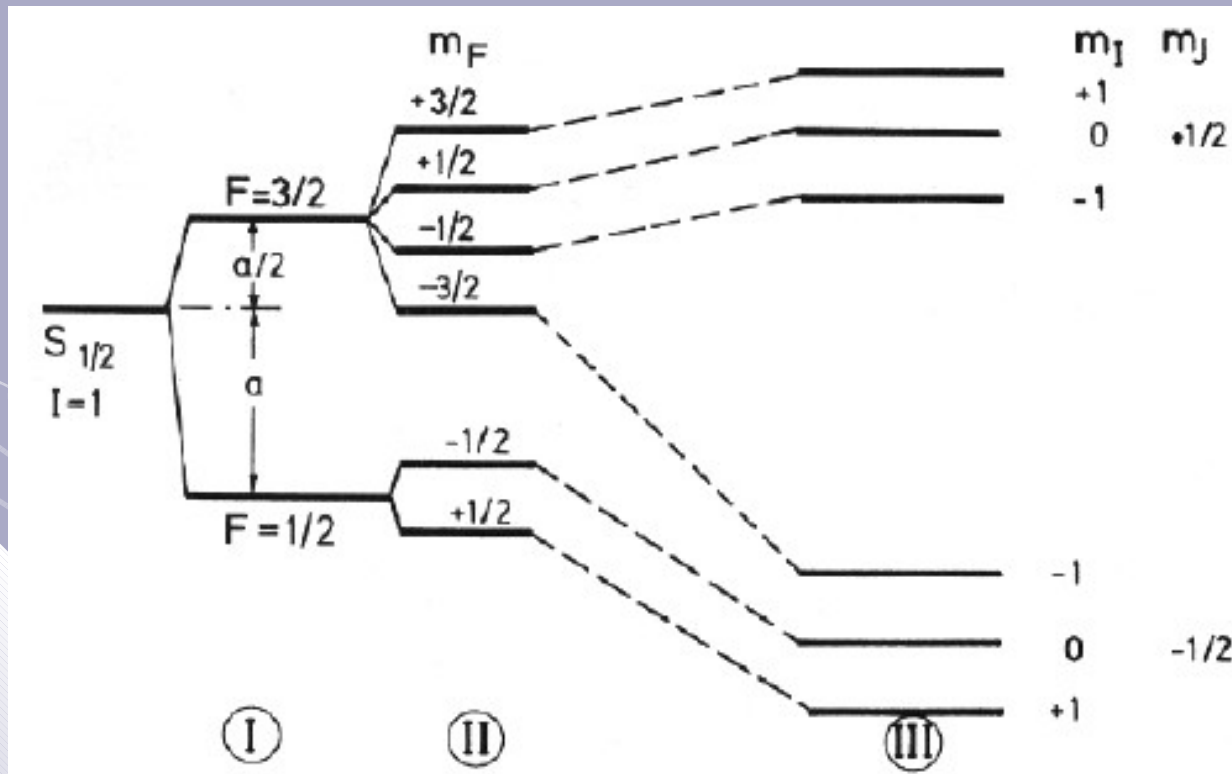 m_F
m_I m_J
+3/2
+1
0 +1/2
+1/2
F=3/2
-1
-1/2
a/2
-3/2
S 1/2
a
I=1
-1/2
+1/2
F=1/2
-1
0 -1/2
+1
I II III